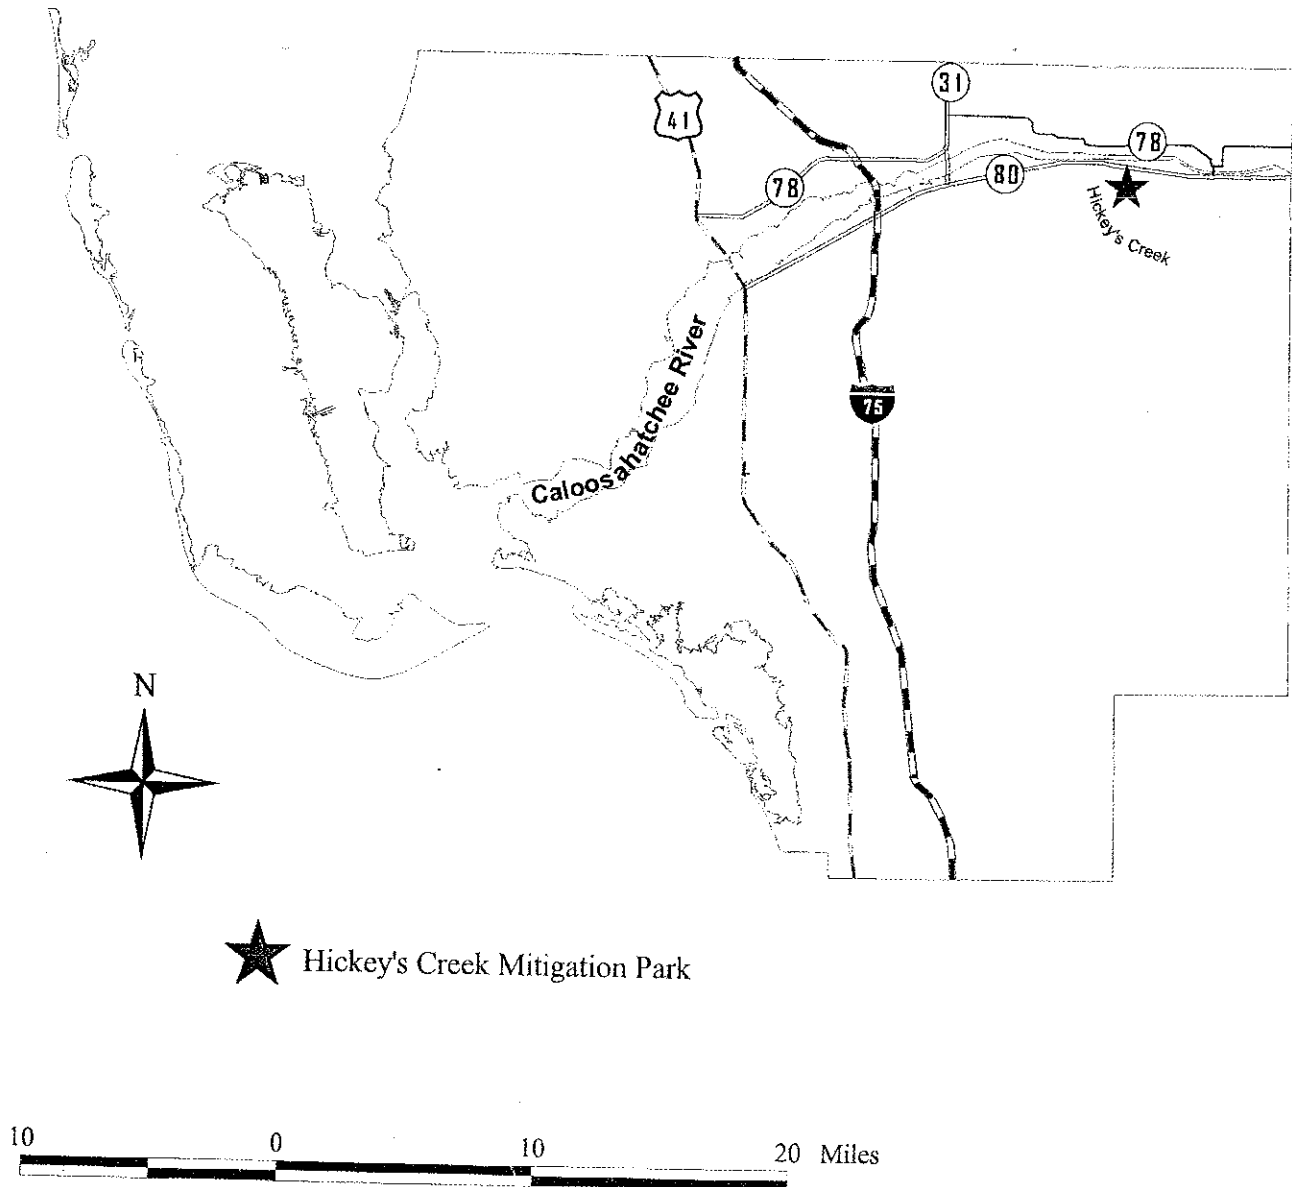 31
41
78
78
80
Hickey's Creek
Caloosahatchee River
75
N
Hickey's Creek Mitigation Park
10 0 10 20 Miles